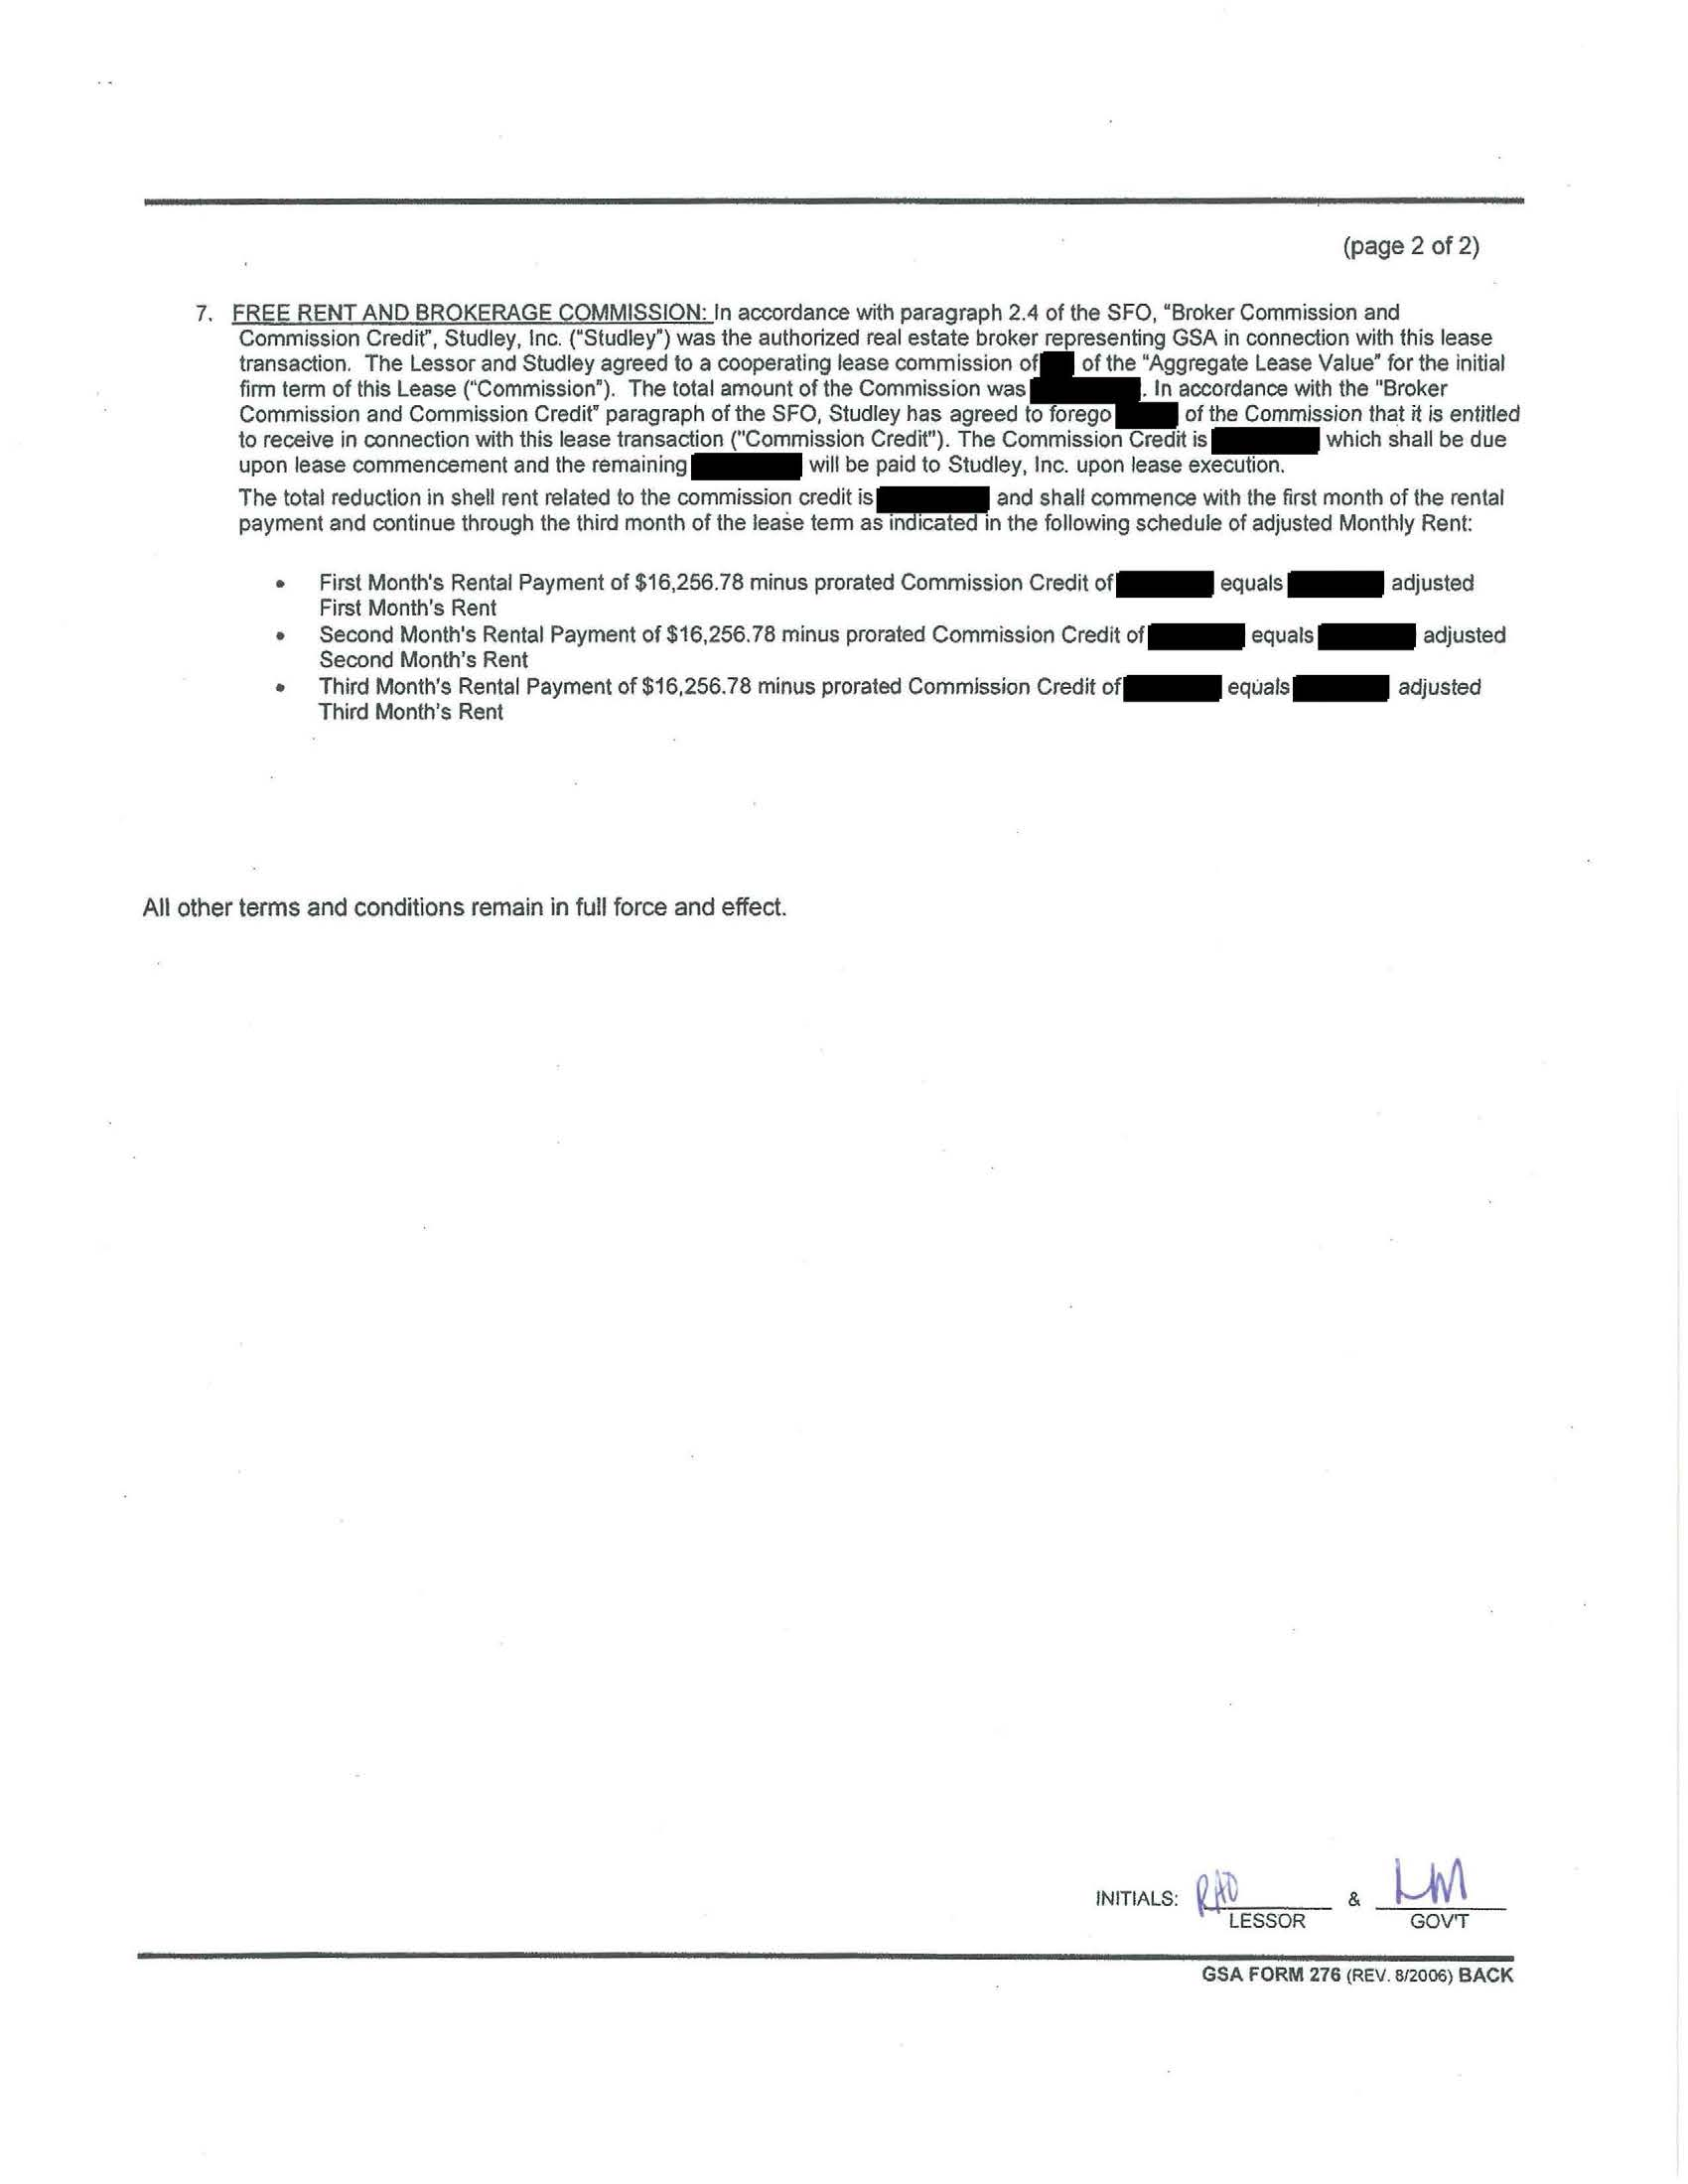 (page 2 of 2)
7. FREE RENT AND BROKERAGE COMMISSION: In accordance with paragraph 2.4 of the SFO, "Broker Commission and
Commission Credit", Studley, Inc. ("Studley") was the authorized real estate broker representing GSA in connection with this lease
transaction. The Lessor and Studley agreed to a cooperating lease commission of of the "Aggregate Lease Value" for the initial
firm term of this Lease ("Commission"). The total amount of the Commission was . In accordance with the "Broker
Commission and Commission Credit" paragraph of the SFO, Studley has agreed to forego of the Commission that it is entitled
to receive in connection with this lease transaction ("Commission Credit"). The Commission Credit is which shall be due
upon lease commencement and the remaining will be paid to Studley, Inc. upon lease execution.
The total reduction in shell rent related to the commission credit is and shall commence with the first month of the rental
payment and continue through the third month of the lease term as indicated in the following schedule of adjusted Monthly Rent:
• First Month's Rental Payment of $16,256.78 minus prorated Commission Credit of equals adjusted
First Month's Rent
• Second Month's Rental Payment of $16,256.78 minus prorated Commission Credit of equals adjusted
Second Month's Rent
• Third Month's Rental Payment of $16,256.78 minus prorated Commission Credit of equals adjusted
Third Month's Rent
All other terms and conditions remain in full force and effect.
INITIALS: RAO & LM
LESSOR GOV'T
GSA FORM 276 (REV. 8/2006) BACK